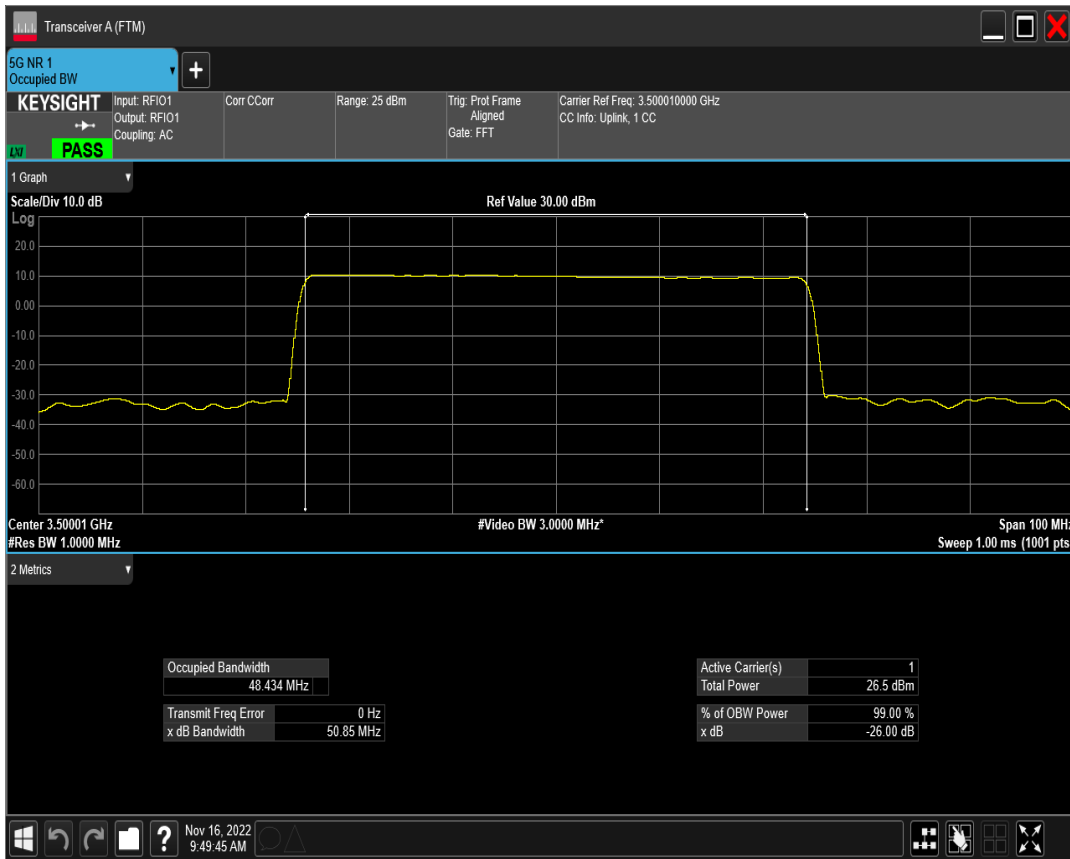 Transceiver A (FTM)
5G NR 1
Occupied BW
KEYSIGHT
LXI
PASS
Input: RFIO1
Output: RFIO1
Coupling: AC
Corr CCorr
Range: 25 dBm
Trig: Prot Frame
Aligned
Gate: FFT
Carrier Ref Freq: 3.500010000 GHz
CC Info: Uplink, 1 CC
1 Graph
Scale/Div 10.0 dB
Ref Value 30.00 dBm
Log
20.0
10.0
0.00
-10.0
-20.0
-30.0
-40.0
-50.0
-60.0
Center 3.50001 GHz
#Video BW 3.0000 MHz*
Span 100 MHz
#Res BW 1.0000 MHz
Sweep 1.00 ms (1001 pts
2 Metrics
Occupied Bandwidth
48.434 MHz
Transmit Freq Error 0 Hz
x dB Bandwidth 50.85 MHz
Active Carrier(s) 1
Total Power 26.5 dBm
% of OBW Power 99.00 %
x dB -26.00 dB
?
Nov 16, 2022
9:49:45 AM